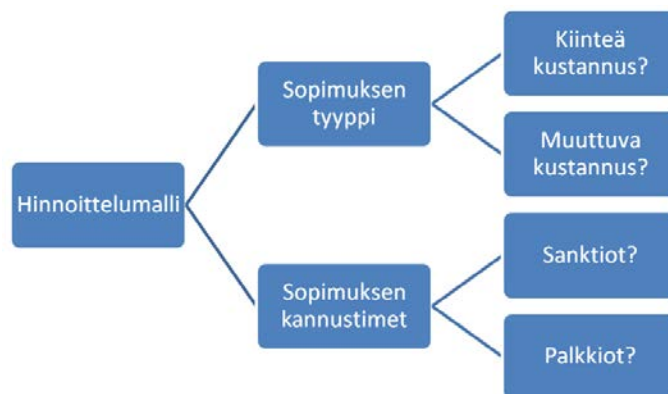 Hinnoittelumalli
Sopimuksen
tyyppi
Kiinteä
kustannus?
Muuttuva
kustannus?
Sopimuksen
kannustimet
Sanktiot?
Palkkiot?